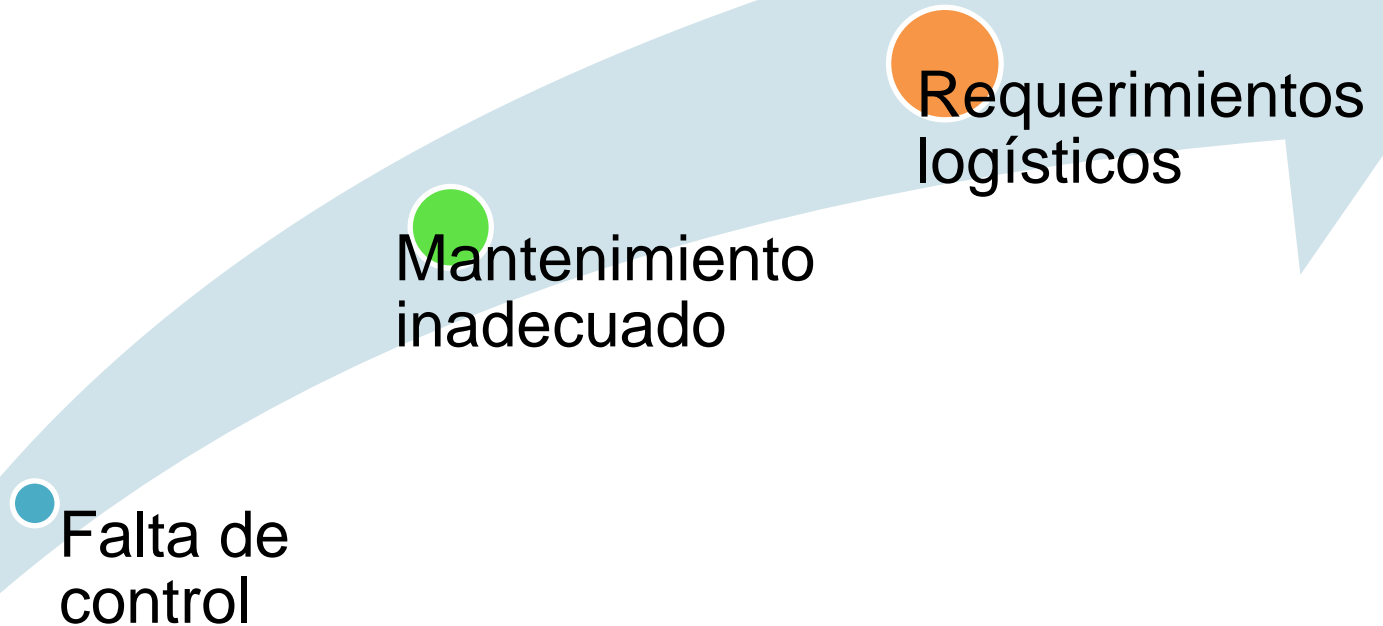 Requerimientos
logísticos
Mantenimiento
inadecuado
Falta de
control